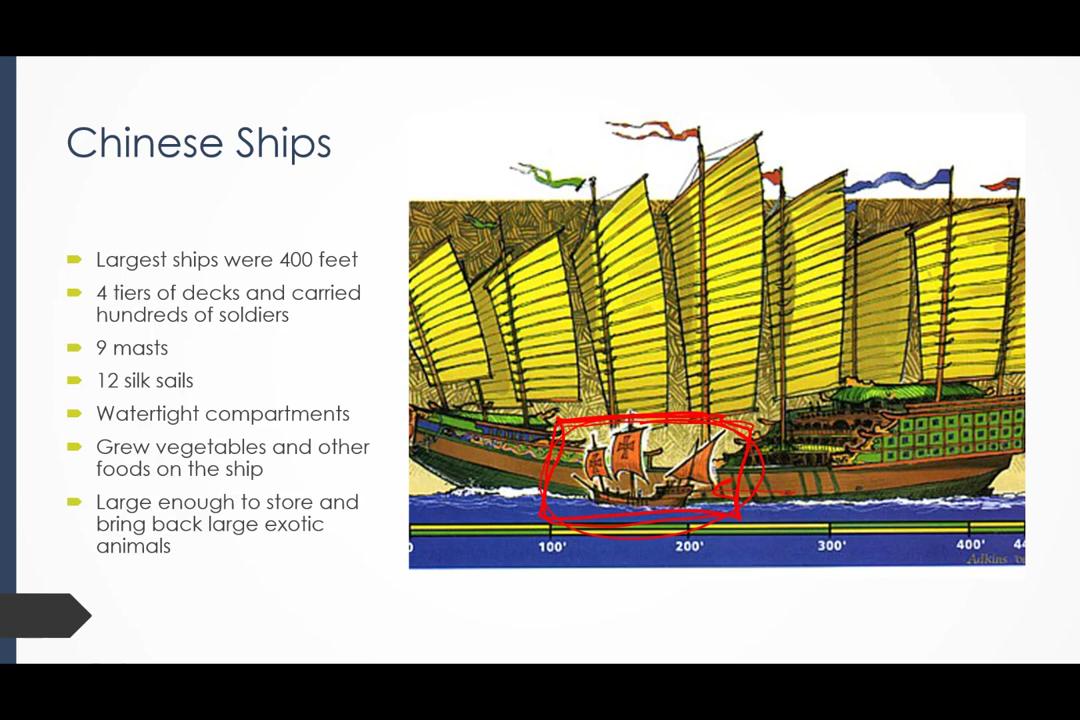 Chinese Ships
Largest ships were 400 feet
4 tiers of decks and carried
hundreds of soldiers
9 masts
12 silk sails
Watertight compartments
Grew vegetables and other
foods on the ship
Large enough to store and
bring back large exotic
animals
100' 200' 300' 400'
Adkins